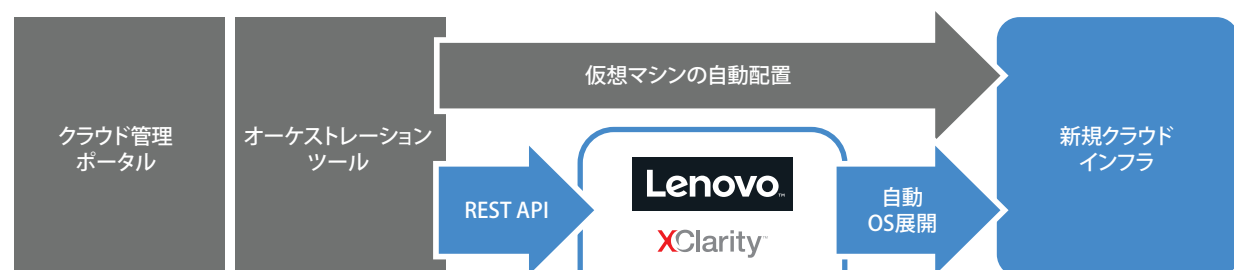 クラウド管理
ポータル
オーケストレーション
ツール
仮想マシンの自動配置
REST API
Lenovo™
XClarity™
自動
OS展開
新規クラウド
インフラ